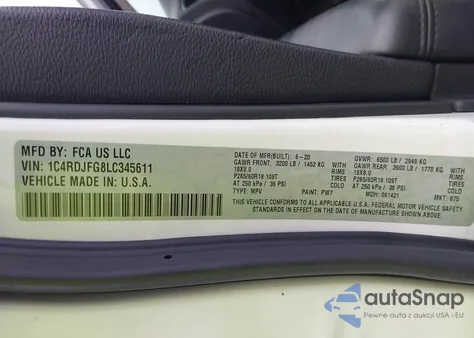 MFD BY: FCA US LLC
VIN: 1C4RDJFG8LC345611
VEHICLE MADE IN: U.S.A.
DATE OF MFR(BUILT): 6-20 GVWR: 6500 LB / 2949 KG
GAWR FRONT: 3200 LB / 1452 KG WITH GAWR REAR: 3900 LB / 1770 KG WITH
18X8.0 RIMS 18X8.0 RIMS
P265/60R18 109T TIRES P265/60R18 109T TIRES
AT 250 kPa / 36 PSI COLD AT 250 kPa / 36 PSI COLD
TYPE: MPV PAINT: PW7 MDH: 061421 MKT: 875
THIS VEHICLE CONFORMS TO ALL APPLICABLE U.S.A. FEDERAL MOTOR VEHICLE SAFETY
STANDARDS IN EFFECT ON THE DATE OF MANUFACTURE SHOWN ABOVE
autoSnap
Pewne auta z aukcji USA i EU